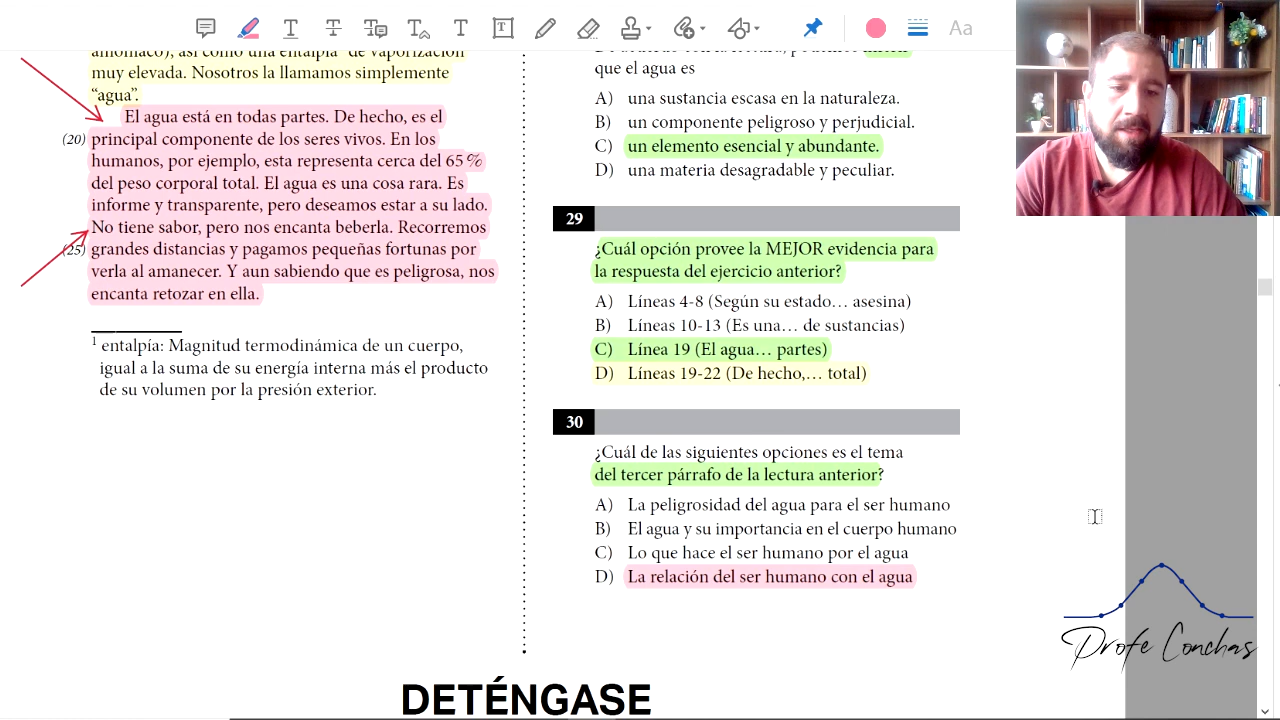 amoníaco), así como una entalpía¹ de vaporización
muy elevada. Nosotros la llamamos simplemente
“agua”.
El agua está en todas partes. De hecho, es el
(20) principal componente de los seres vivos. En los
humanos, por ejemplo, esta representa cerca del 65%
del peso corporal total. El agua es una cosa rara. Es
informe y transparente, pero deseamos estar a su lado.
No tiene sabor, pero nos encanta beberla. Recorremos
(25) grandes distancias y pagamos pequeñas fortunas por
verla al amanecer. Y aun sabiendo que es peligrosa, nos
encanta retozar en ella.
1 entalpía: Magnitud termodinámica de un cuerpo,
igual a la suma de su energía interna más el producto
de su volumen por la presión exterior.
que el agua es
A) una sustancia escasa en la naturaleza.
B) un componente peligroso y perjudicial.
C) un elemento esencial y abundante.
D) una materia desagradable y peculiar.
29
¿Cuál opción provee la MEJOR evidencia para
la respuesta del ejercicio anterior?
A) Líneas 4-8 (Según su estado… asesina)
B) Líneas 10-13 (Es una… de sustancias)
C) Línea 19 (El agua… partes)
D) Líneas 19-22 (De hecho,… total)
30
¿Cuál de las siguientes opciones es el tema
del tercer párrafo de la lectura anterior?
A) La peligrosidad del agua para el ser humano
B) El agua y su importancia en el cuerpo humano
C) Lo que hace el ser humano por el agua
D) La relación del ser humano con el agua
DETÉNGASE
Aa
Profe Conchas